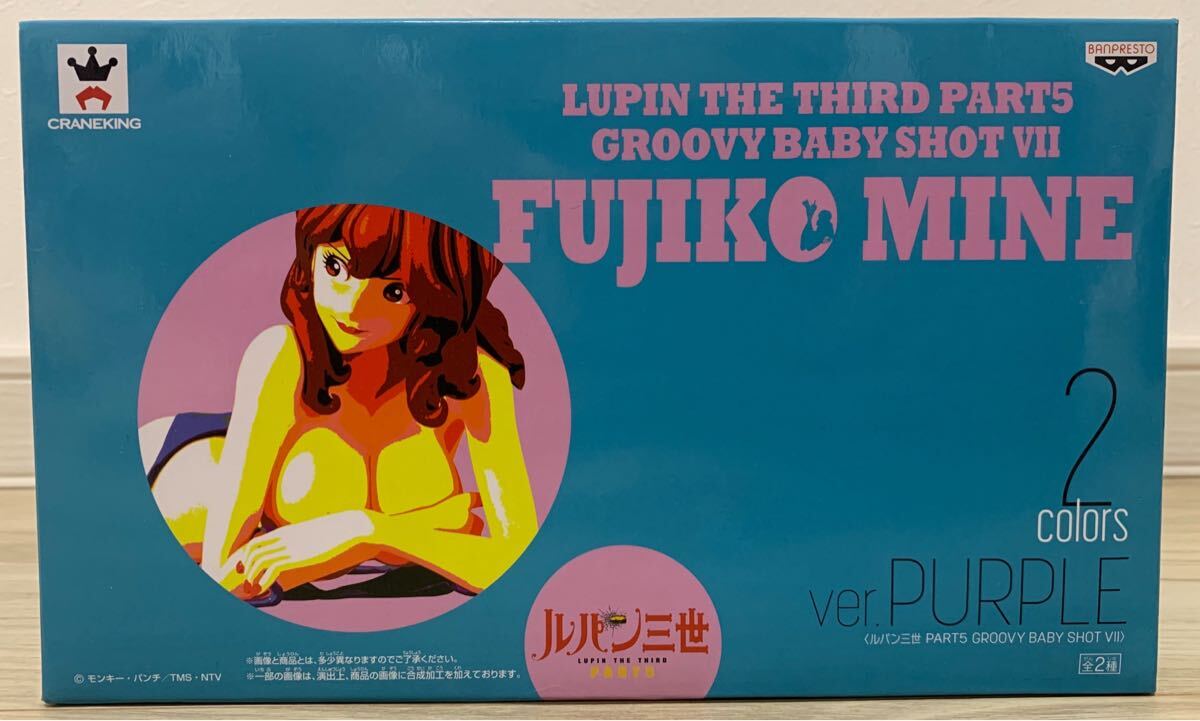 CRANEKING
BANPRESTO
LUPIN THE THIRD PART5
GROOVY BABY SHOT VII
FUJIKO MINE
2
colors
ver. PURPLE
〈ルパン三世 PART5 GROOVY BABY SHOT VII〉
全2種
ルパン三世
LUPIN THE THIRD
PART5
※画像と商品とは、多少異なりますのでご了承ください。
※一部の画像は、演出上、商品の画像に合成加工を加えております。
© モンキー・パンチ/TMS・NTV